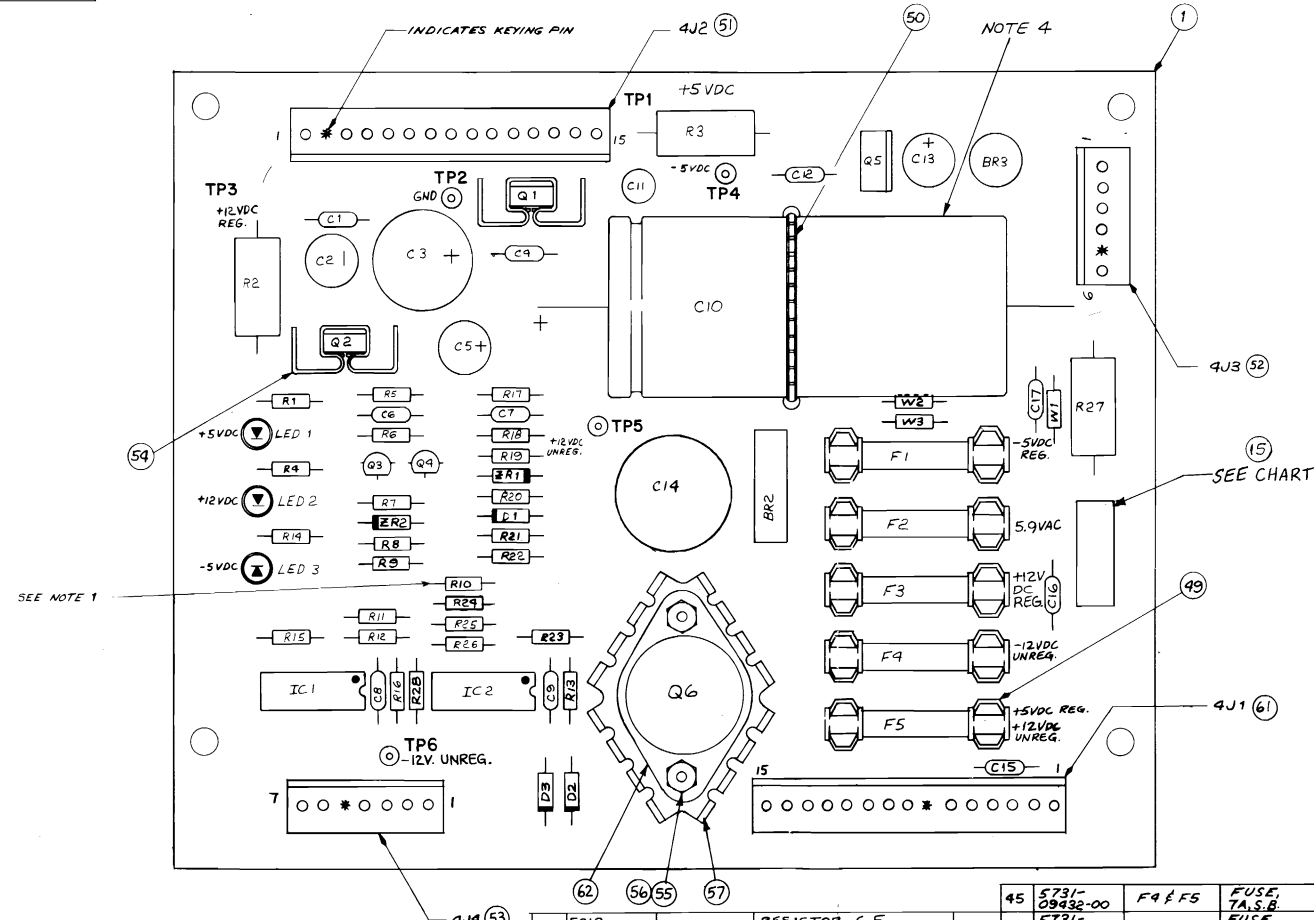 INDICATES KEYING PIN
4J2 51
50
NOTE 4
1
TP1
+5 VDC
1
15
R3
-5VDC
TP4
C12
Q5
+
C13
BR3
1
6
TP3
+12VDC
REG.
TP2
GND
Q1
C11
C1
C2
C3 +
C4
R2
Q2
C5+
C10
+
4J3 52
54
R1
R5
R17
C6
C7
+5VDC
LED 1
R6
R18
+12VDC
UNREG.
R19
TP5
W2
W3
C17
W1
R27
R4
Q3
Q4
ZR1
R20
C14
BR2
F1
-5VDC
REG.
15
SEE CHART
+12VDC
LED 2
R7
ZR2
D1
F2
5.9VAC
R14
R8
R21
R9
R22
-5VDC
LED 3
SEE NOTE 1
R10
R24
R25
R26
F3
+12V
DC
REG.
C16
49
R11
R15
R12
R23
F4
-12VDC
UNREG.
IC1
C8
R16
R28
IC2
C9
R13
Q6
F5
+5VDC REG.
+12VDC
UNREG.
4J1 61
TP6
-12V. UNREG.
C15
15
1
7
1
D3
D2
62
56
55
57
4J4 53
45
5731-
09432-00
F4 & F5
FUSE,
7A, S.B.